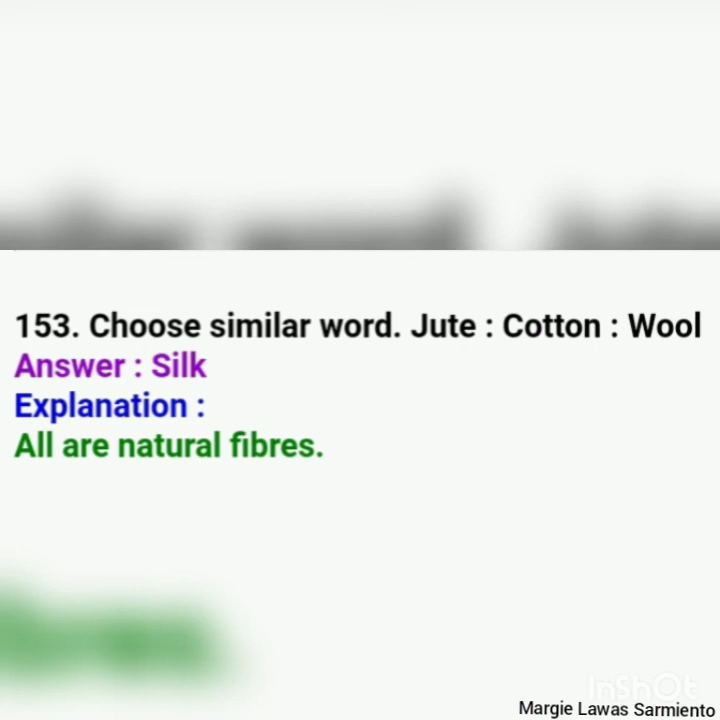 153. Choose similar word. Jute : Cotton : Wool
Answer : Silk
Explanation :
All are natural fibres.
InShOt
Margie Lawas Sarmiento